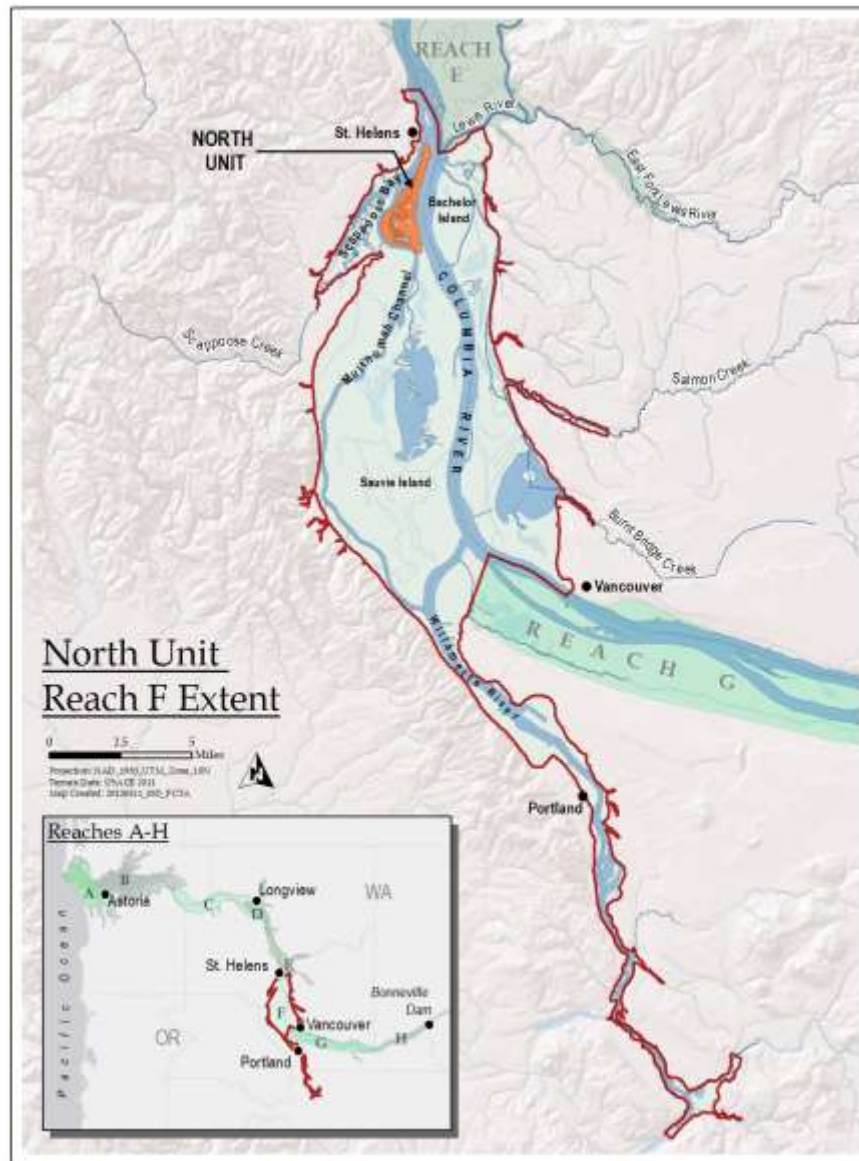 REACH
E
Lewis River
St. Helens
NORTH
UNIT
East Fork Lewis River
Scappoose Bay
Bachelor
Island
COLUMBIA RIVER
Multnomah Channel
Scappoose Creek
Salmon Creek
Sauvie Island
Burnt Bridge Creek
Vancouver
REACH G
Willamette River
North Unit
Reach F Extent
0 2.5 5
Miles
N
Portland
Reaches A-H
A
B
Astoria
C
Longview
D
WA
St. Helens
E
Bonneville
Dam
F
Vancouver
OR
G
H
Portland
Pacific Ocean